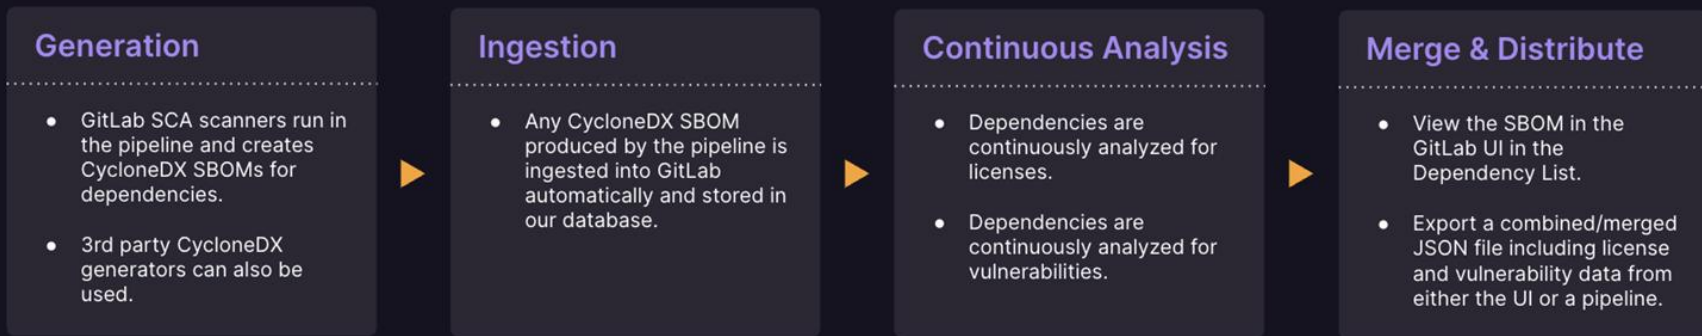 Generation
● GitLab SCA scanners run in
the pipeline and creates
CycloneDX SBOMs for
dependencies.
● 3rd party CycloneDX
generators can also be
used.
Ingestion
● Any CycloneDX SBOM
produced by the pipeline is
ingested into GitLab
automatically and stored in
our database.
Continuous Analysis
● Dependencies are
continuously analyzed for
licenses.
● Dependencies are
continuously analyzed for
vulnerabilities.
Merge & Distribute
● View the SBOM in the
GitLab UI in the
Dependency List.
● Export a combined/merged
JSON file including license
and vulnerability data from
either the UI or a pipeline.